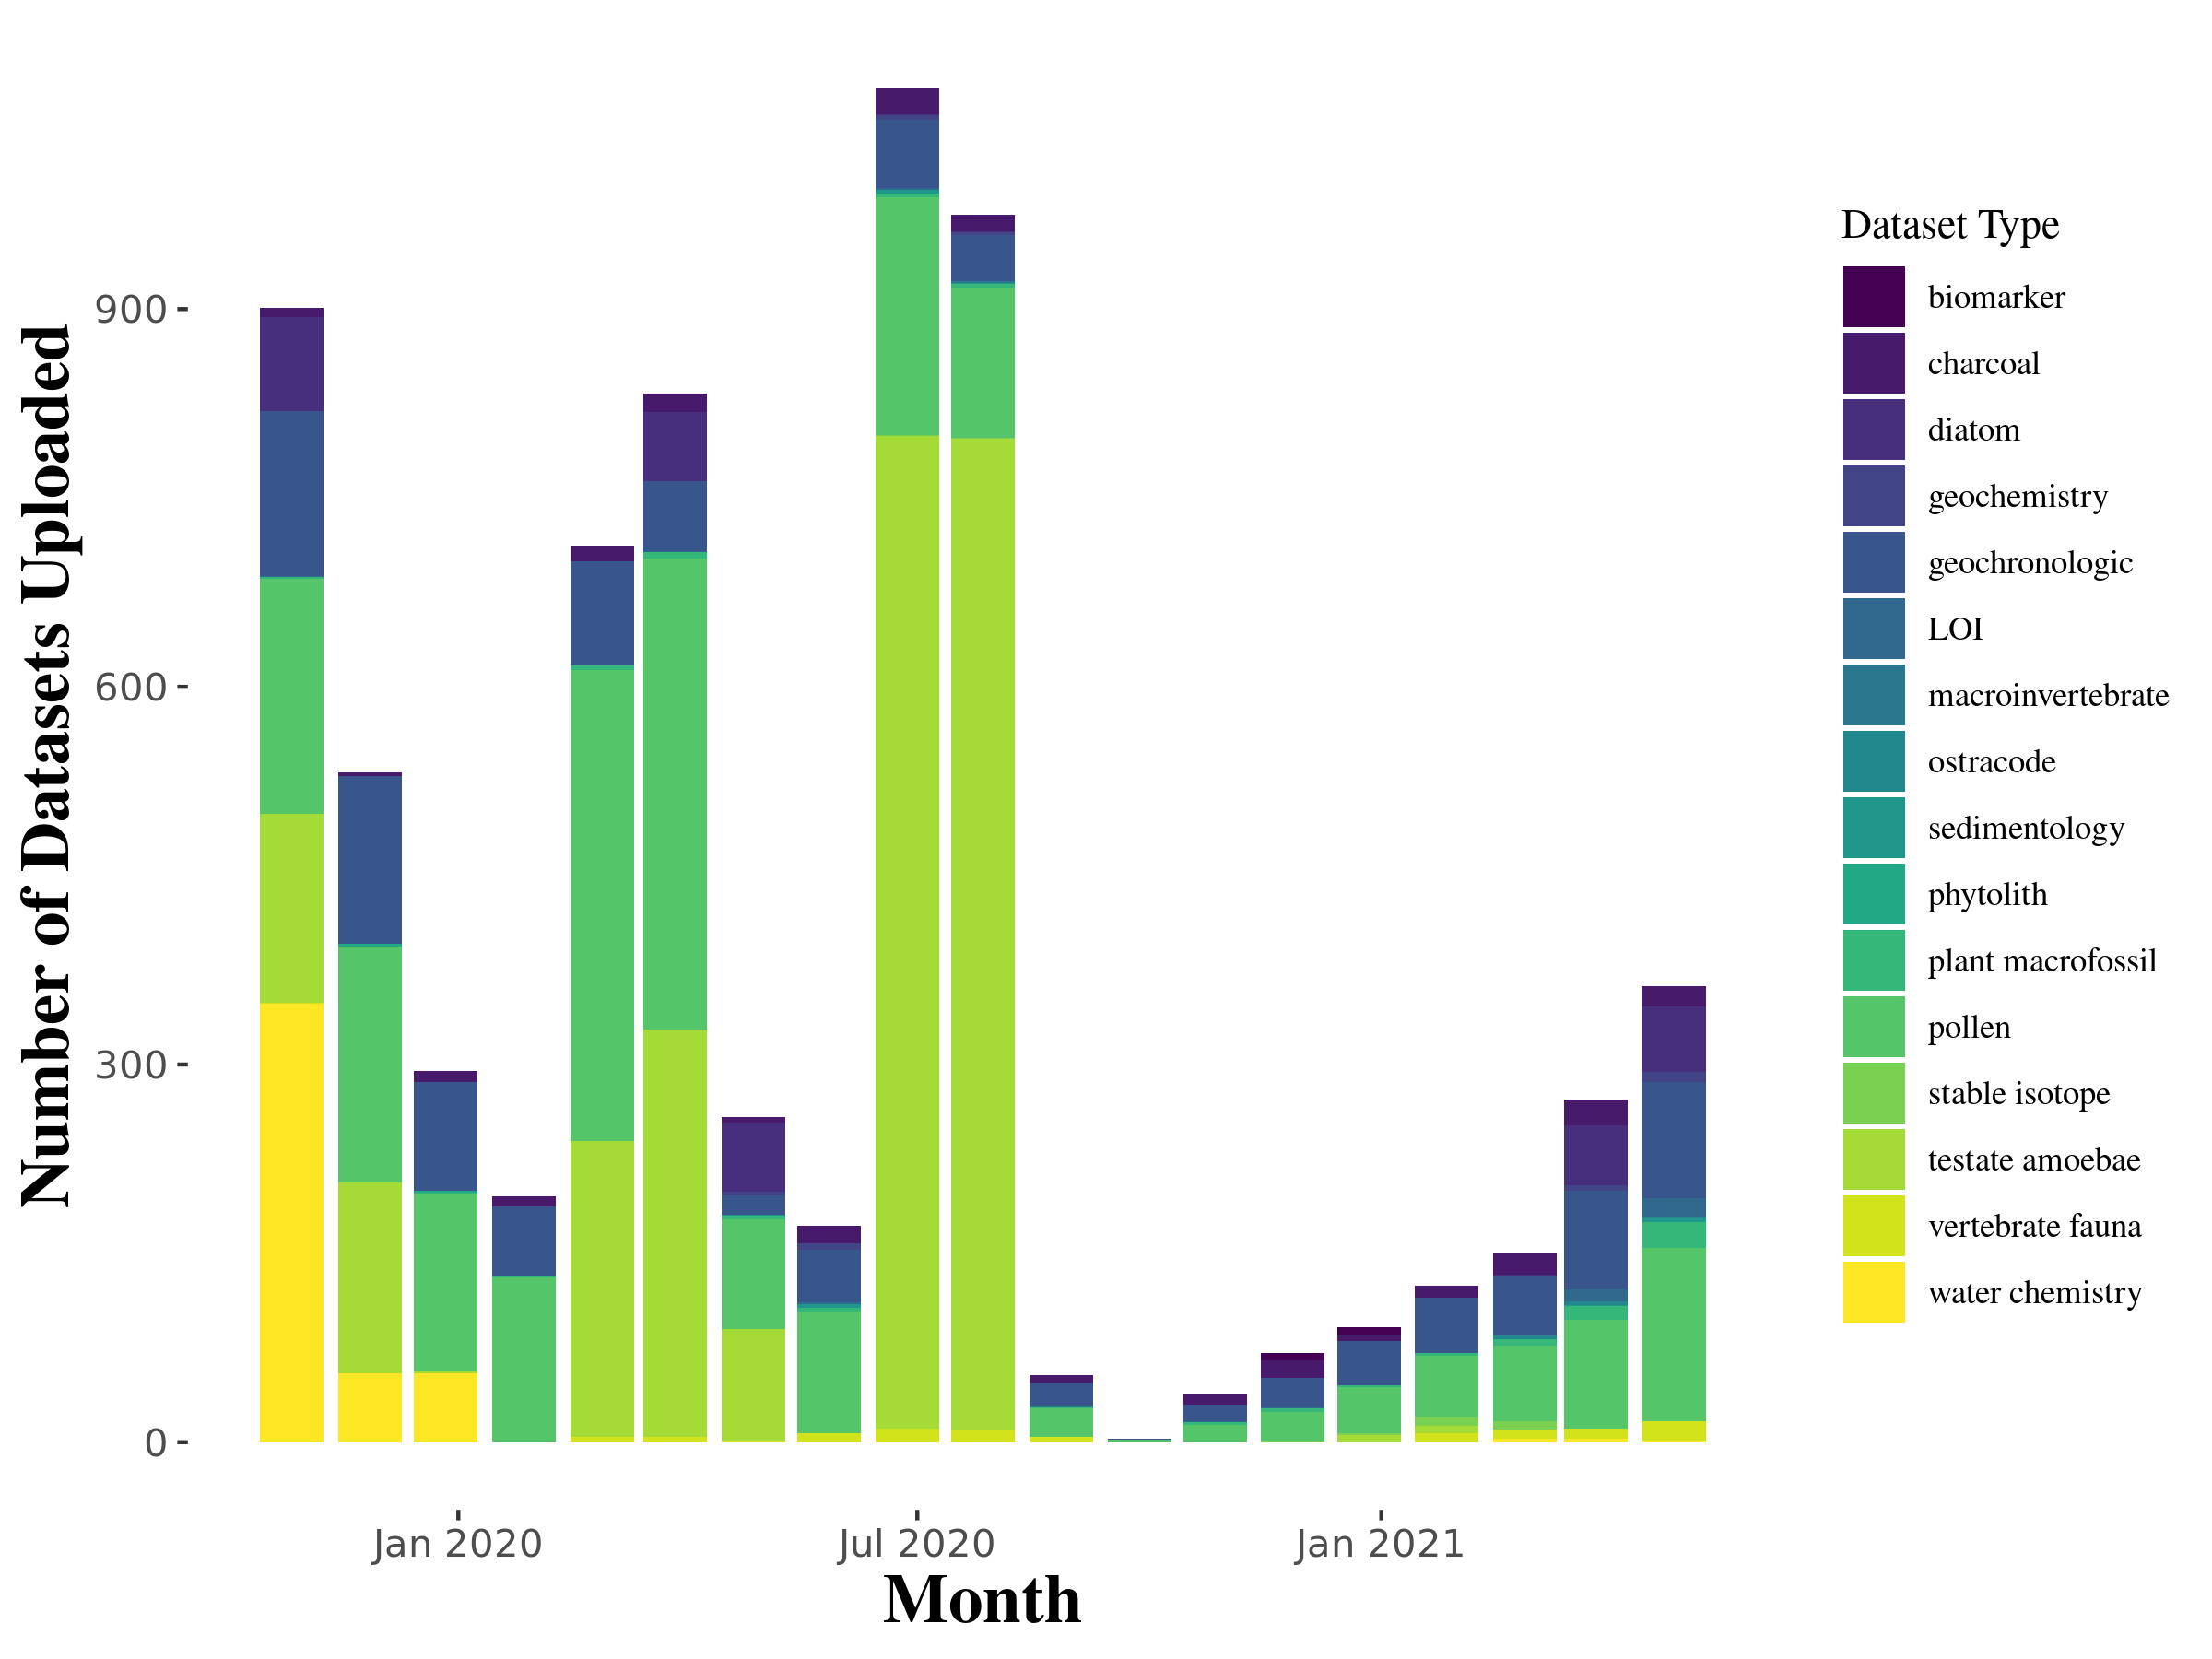 Number of Datasets Uploaded
900
600
300
0
Jan 2020
Jul 2020
Jan 2021
Month
Dataset Type
biomarker
charcoal
diatom
geochemistry
geochronologic
LOI
macroinvertebrate
ostracode
sedimentology
phytolith
plant macrofossil
pollen
stable isotope
testate amoebae
vertebrate fauna
water chemistry